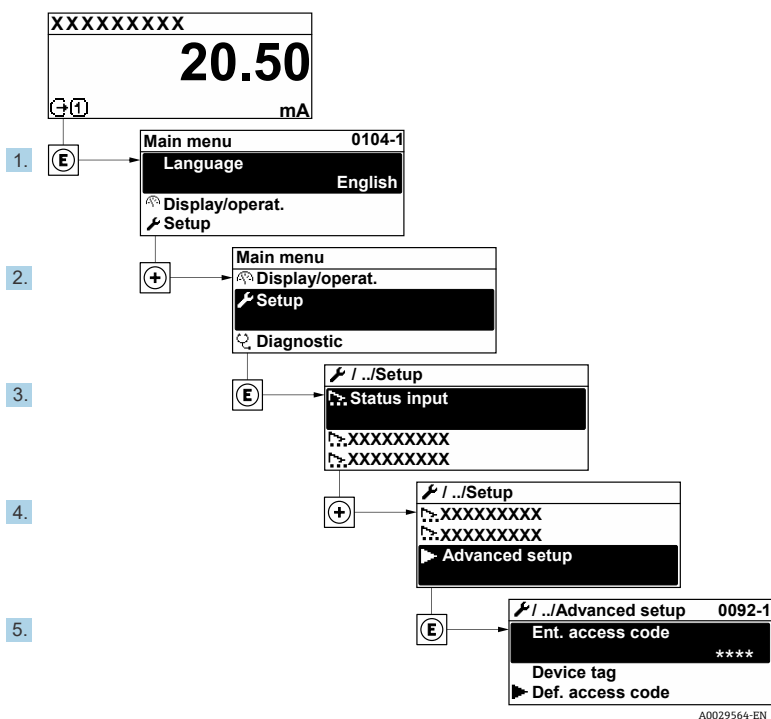 XXXXXXXXX
20.50
1
mA
1.
E
Main menu 0104-1
Language
English
Display/operat.
Setup
2.
+
Main menu
Display/operat.
Setup
Diagnostic
3.
E
/ ../Setup
Status input
XXXXXXXXX
XXXXXXXXX
4.
+
/ ../Setup
XXXXXXXXX
XXXXXXXXX
Advanced setup
5.
E
/ ../Advanced setup 0092-1
Ent. access code
****
Device tag
Def. access code
A0029564-EN